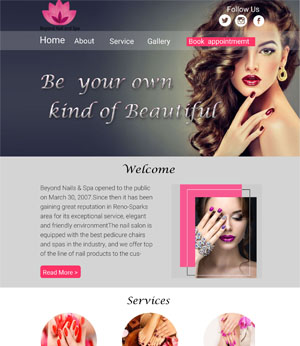 Follow Us
Home About Service Gallery Book appointmemt
Be your own
kind of Beautiful
Welcome
Beyond Nails & Spa opened to the public
on March 30, 2007.Since then it has been
gaining great reputation in Reno-Sparks
area for its exceptional service, elegant
and friendly environmentThe nail salon is
equipped with the best pedicure chairs
and spas in the industry, and we offer top
of the line of nail products to the cus-
Read More >
Services